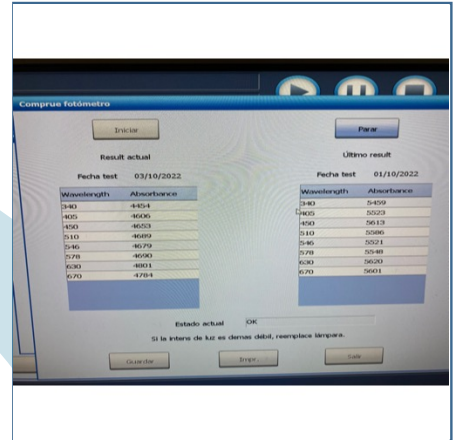 Comprue fotómetro
Iniciar
Parar
Result actual
Último result
Fecha test 03/10/2022
Fecha test 01/10/2022
Wavelength Absorbance
340 4454
405 4606
450 4653
510 4689
546 4679
578 4690
630 4801
670 4784
Wavelength Absorbance
340 5459
405 5523
450 5613
510 5586
546 5521
578 5548
630 5620
670 5601
Estado actual OK
Si la intens de luz es demas débil, reemplace lámpara.
Guardar
Impr.
Salir